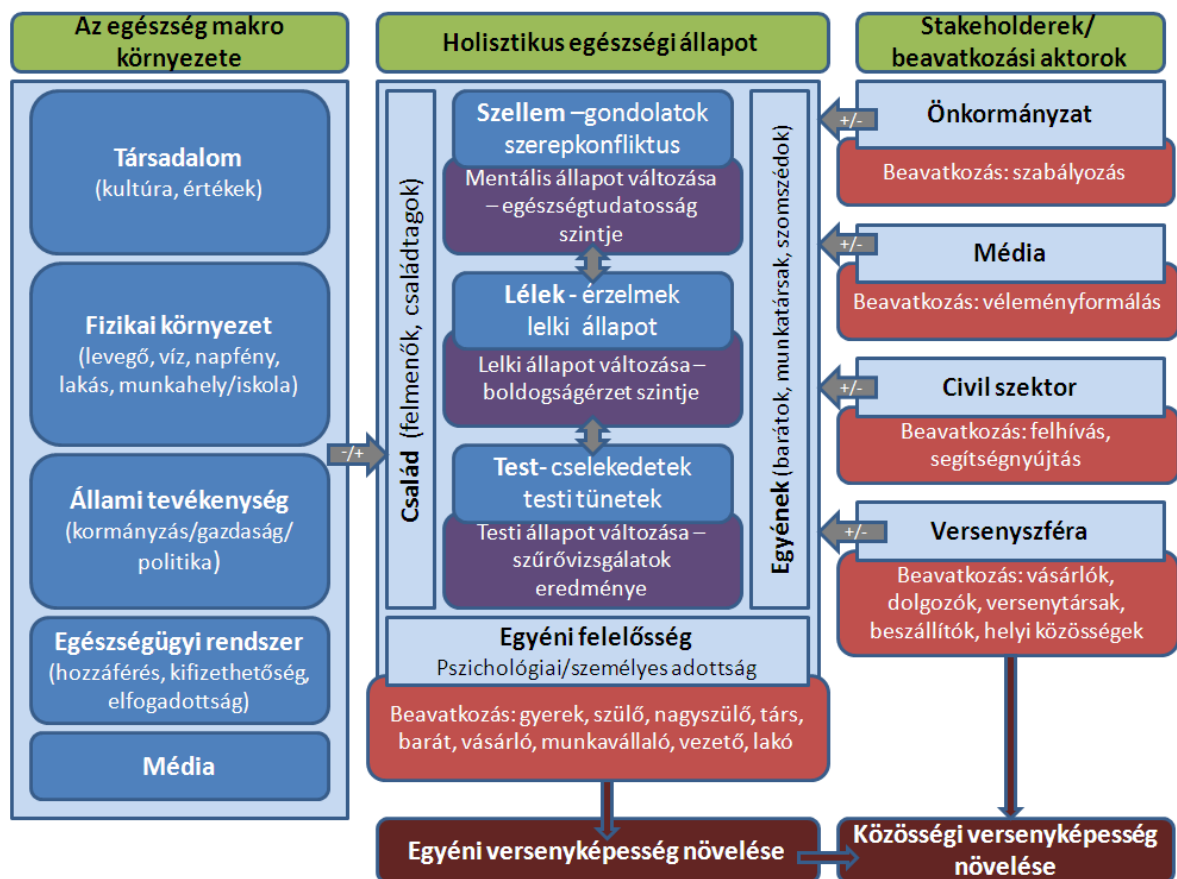 Az egészség makro
környezete
Társadalom
(kultúra, értékek)
Fizikai környezet
(levegő, víz, napfény,
lakás, munkahely/iskola)
Állami tevékenység
(kormányzás/gazdaság/
politika)
Egészségügyi rendszer
(hozzáférés, kifizethetőség,
elfogadottság)
Média
-/+
Holisztikus egészségi állapot
Család (felmenők, családtagok)
Szellem –gondolatok
szerepkonfliktus
Mentális állapot változása
– egészségtudatosság
szintje
Lélek - érzelmek
lelki állapot
Lelki állapot változása –
boldogságérzet szintje
Test- cselekedetek
testi tünetek
Testi állapot változása –
szűrővizsgálatok
eredménye
Egyének (barátok, munkatársak, szomszédok)
Egyéni felelősség
Pszichológiai/személyes adottság
Beavatkozás: gyerek, szülő, nagyszülő, társ,
barát, vásárló, munkavállaló, vezető, lakó
Egyéni versenyképesség növelése
Stakeholderek/
beavatkozási aktorok
+/-
Önkormányzat
Beavatkozás: szabályozás
+/-
Média
Beavatkozás: véleményformálás
+/-
Civil szektor
Beavatkozás: felhívás,
segítségnyújtás
+/-
Versenyszféra
Beavatkozás: vásárlók,
dolgozók, versenytársak,
beszállítók, helyi közösségek
Közösségi versenyképesség
növelése